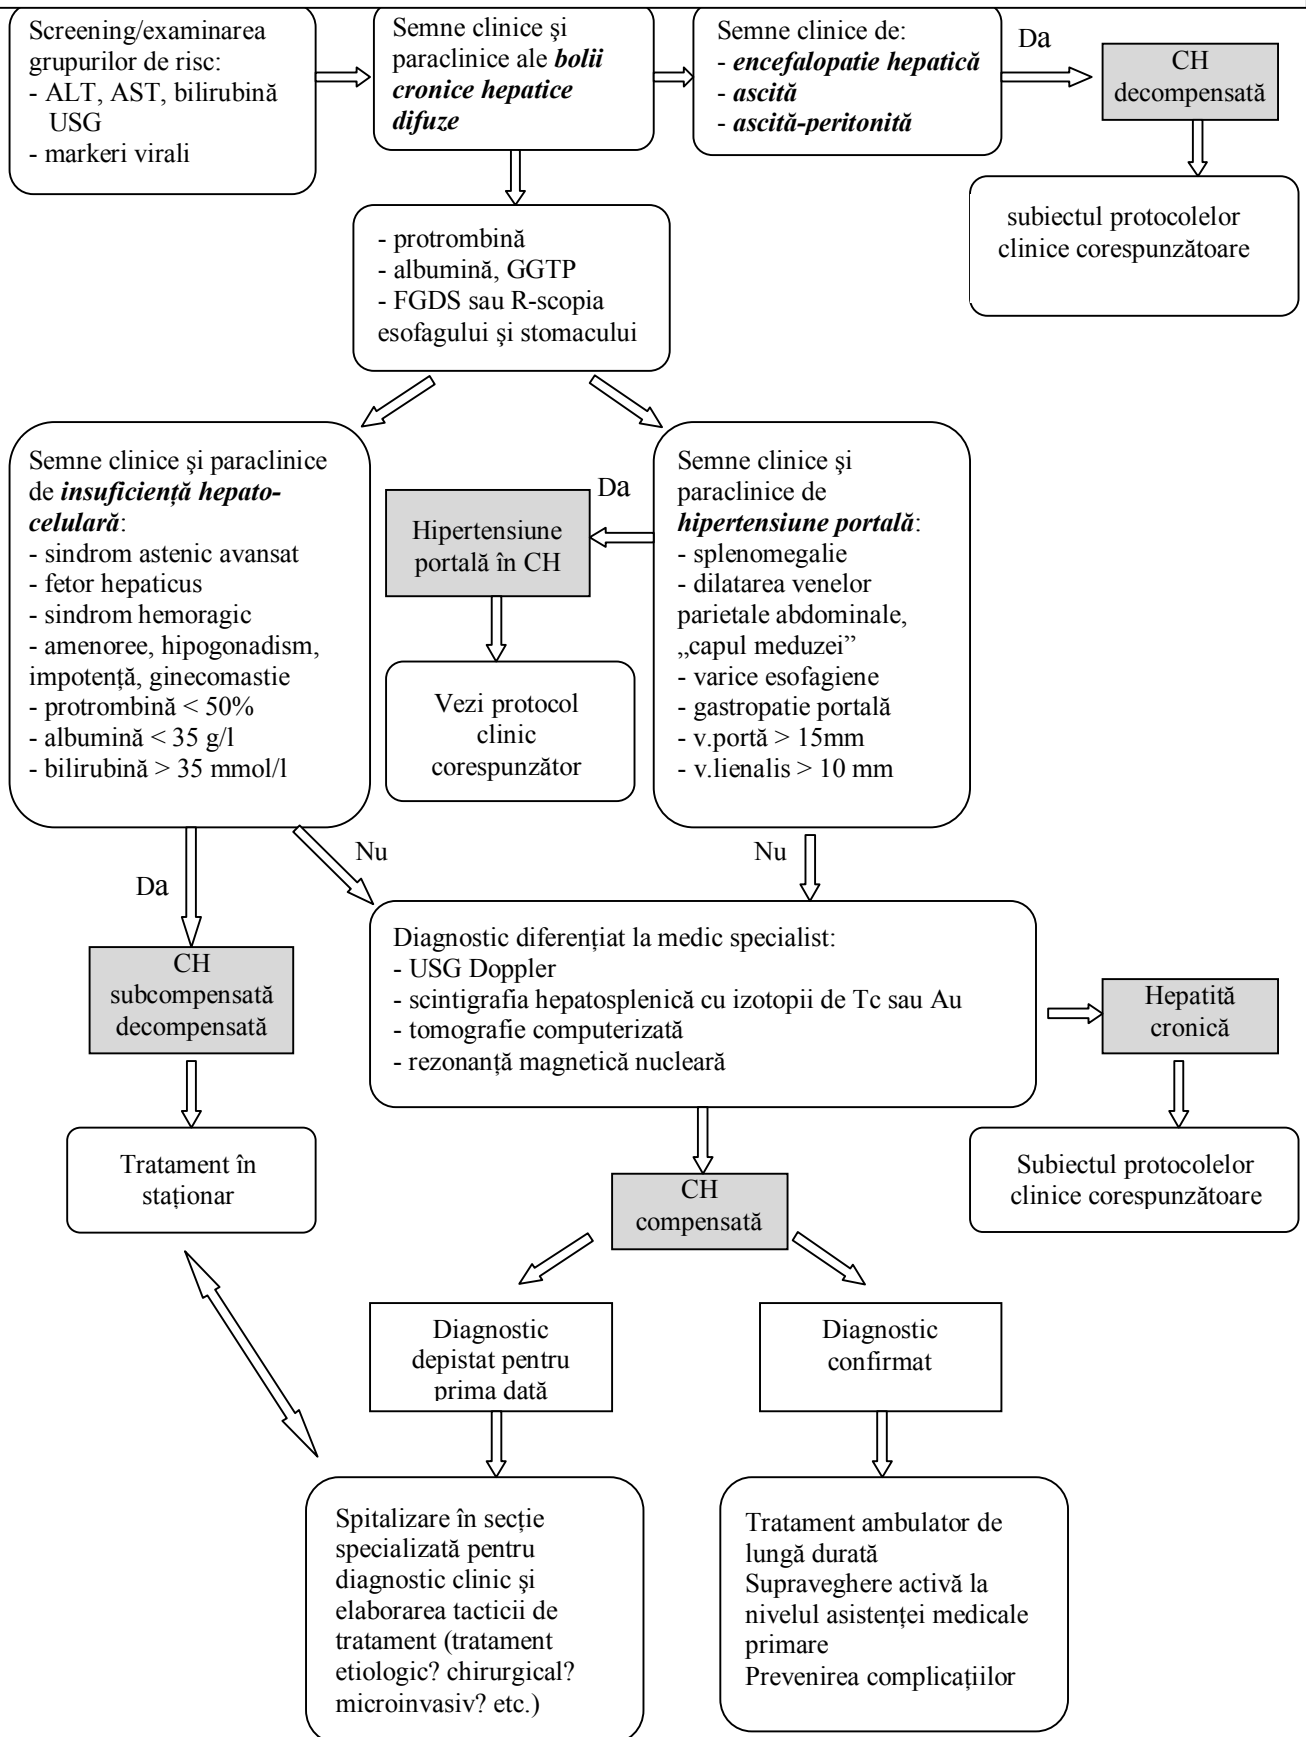 Screening/examinarea
grupurilor de risc:
- ALT, AST, bilirubină
USG
- markeri virali
Semne clinice şi
paraclinice ale bolii
cronice hepatice
difuze
Semne clinice de:
- encefalopatie hepatică
- ascită
- ascită-peritonită
Da
CH
decompensată
subiectul protocolelor
clinice corespunzătoare
- protrombină
- albumină, GGTP
- FGDS sau R-scopia
esofagului şi stomacului
Semne clinice şi paraclinice
de insuficienţă hepato-
celulară:
- sindrom astenic avansat
- fetor hepaticus
- sindrom hemoragic
- amenoree, hipogonadism,
impotenţă, ginecomastie
- protrombină < 50%
- albumină < 35 g/l
- bilirubină > 35 mmol/l
Da
Hipertensiune
portală în CH
Vezi protocol
clinic
corespunzător
Semne clinice şi
paraclinice de
hipertensiune portală:
- splenomegalie
- dilatarea venelor
parietale abdominale,
„capul meduzei”
- varice esofagiene
- gastropatie portală
- v.portă > 15mm
- v.lienalis > 10 mm
Nu
Nu
Da
CH
subcompensată
decompensată
Diagnostic diferenţiat la medic specialist:
- USG Doppler
- scintigrafia hepatosplenică cu izotopii de Tc sau Au
- tomografie computerizată
- rezonanţă magnetică nucleară
Hepatită
cronică
Tratament în
staţionar
CH
compensată
Subiectul protocolelor
clinice corespunzătoare
Diagnostic
depistat pentru
prima dată
Diagnostic
confirmat
Spitalizare în secţie
specializată pentru
diagnostic clinic şi
elaborarea tacticii de
tratament (tratament
etiologic? chirurgical?
microinvasiv? etc.)
Tratament ambulator de
lungă durată
Supraveghere activă la
nivelul asistenţei medicale
primare
Prevenirea complicaţiilor